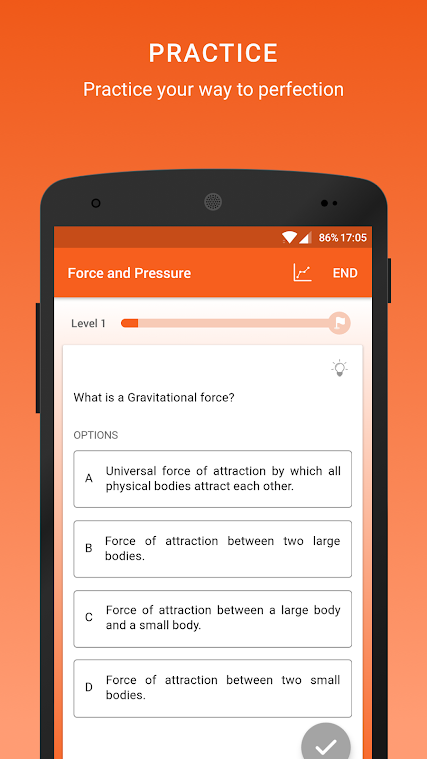 PRACTICE
Practice your way to perfection
86% 17:05
Force and Pressure
END
Level 1
What is a Gravitational force?
OPTIONS
A Universal force of attraction by which all
physical bodies attract each other.
B Force of attraction between two large
bodies.
C Force of attraction between a large body
and a small body.
D Force of attraction between two small
bodies.